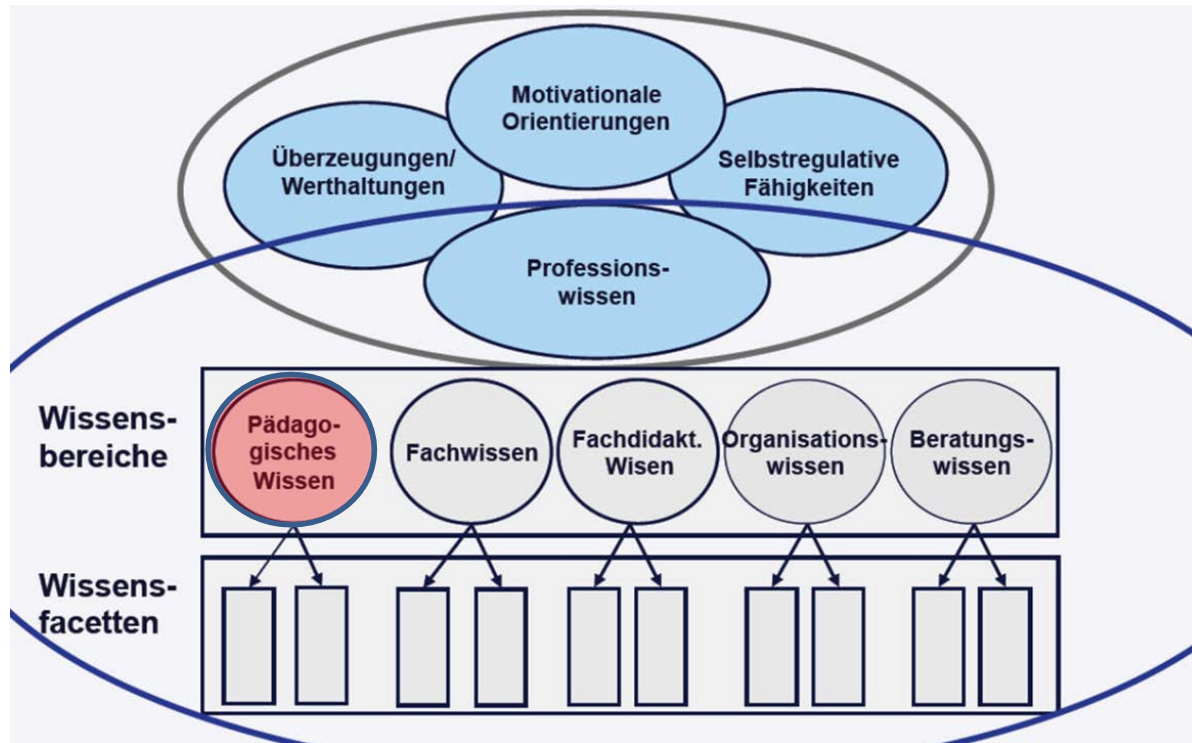 Motivationale
Orientierungen
Überzeugungen/
Werthaltungen
Selbstregulative
Fähigkeiten
Professions-
wissen
Wissens-
bereiche
Pädago-
gisches
Wissen
Fachwissen
Fachdidakt.
Wisen
Organisations-
wissen
Beratungs-
wissen
Wissens-
facetten